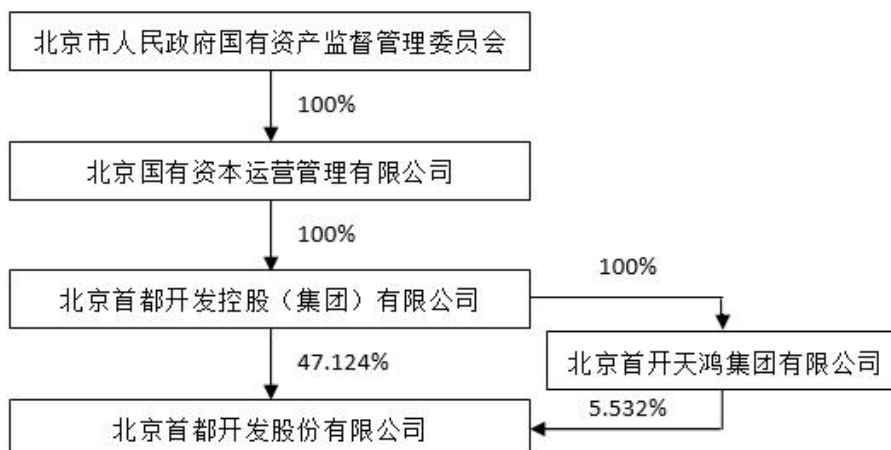 北京市人民政府国有资产监督管理委员会
100%
北京国有资本运营管理有限公司
100%
100%
北京首都开发控股（集团）有限公司
47.124%
北京首开天鸿集团有限公司
5.532%
北京首都开发股份有限公司